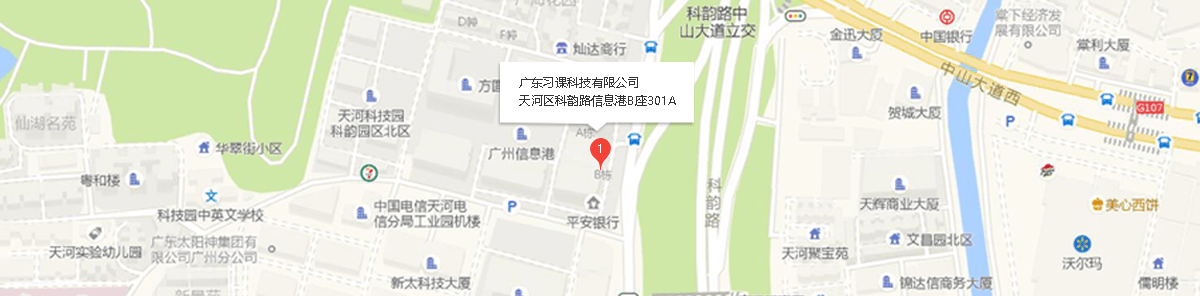 D幢
F栋
灿达商行
科韵路中
山大道立交
金迅大厦
中国银行
棠下经济发
展有限公司
棠利大厦
7
中山大道西
G107
贺城大厦
P
广东习课科技有限公司
天河区科韵路信息港B座301A
1
A栋
B栋
天河科技园
科韵园区北区
广州信息港
仙湖名苑
华翠街小区
粤和楼
科技园中英文学校
中国电信天河电
信分局工业园机楼
P
平安银行
科韵路
天辉商业大厦
美心西饼
天河实验幼儿园
广东太阳神集团有
限公司广州分公司
新太科技大厦
天河聚宝苑
文昌园北区
锦达信商务大厦
沃尔玛
儒明楼